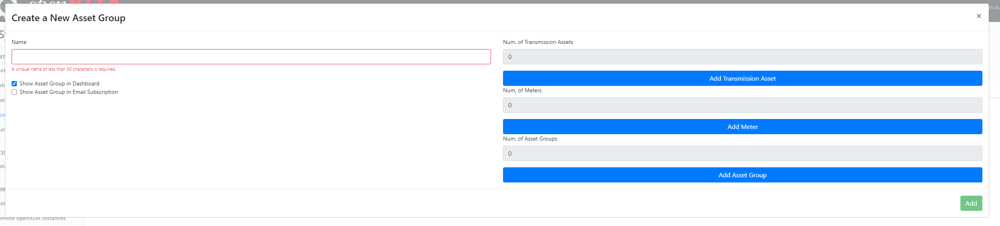 Create a New Asset Group
×
Name
A unique name of less than 50 characters is required.
Show Asset Group in Dashboard
Show Asset Group in Email Subscription
Num. of Transmission Assets
0
Add Transmission Asset
Num. of Meters
0
Add Meter
Num. of Asset Groups
0
Add Asset Group
Add
emote openXDA Instances